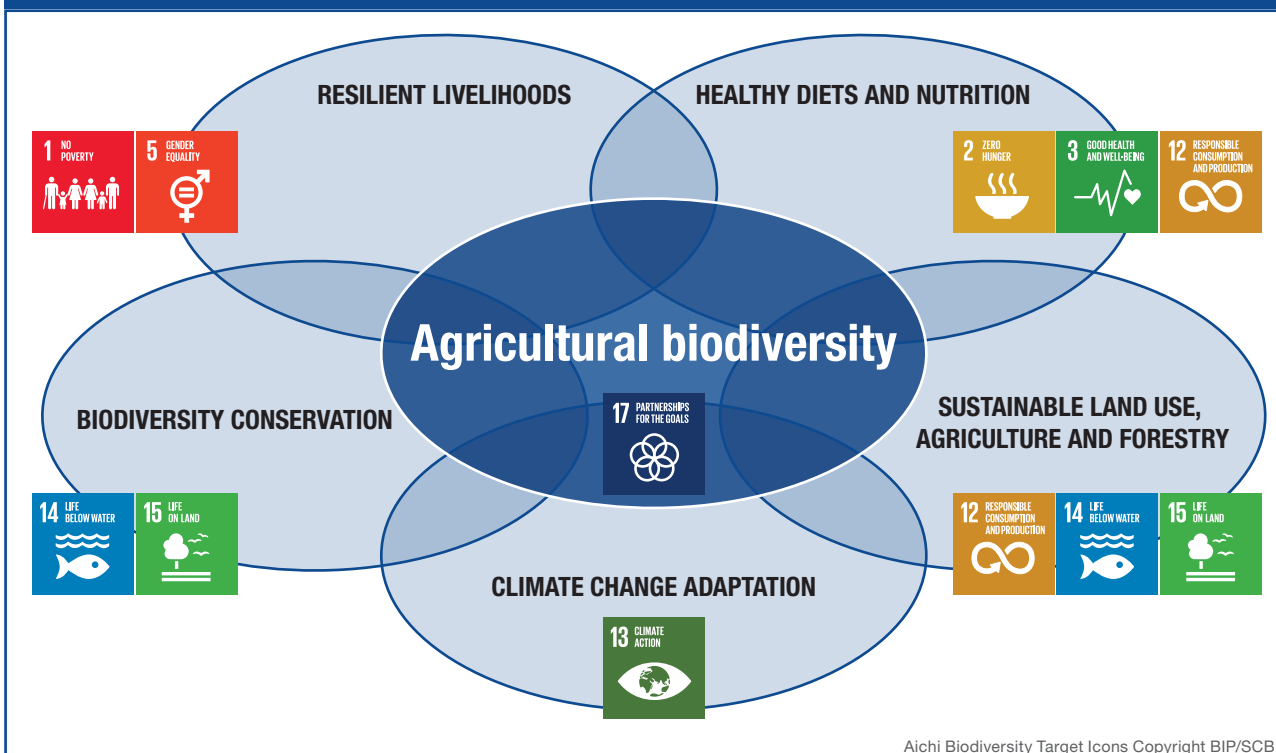 RESILIENT LIVELIHOODS
HEALTHY DIETS AND NUTRITION
1 NO
POVERTY
5 GENDER
EQUALITY
2 ZERO
HUNGER
3 GOOD HEALTH
AND WELL-BEING
12 RESPONSIBLE
CONSUMPTION
AND PRODUCTION
Agricultural biodiversity
17 PARTNERSHIPS
FOR THE GOALS
BIODIVERSITY CONSERVATION
SUSTAINABLE LAND USE,
AGRICULTURE AND FORESTRY
14 LIFE
BELOW WATER
15 LIFE
ON LAND
12 RESPONSIBLE
CONSUMPTION
AND PRODUCTION
14 LIFE
BELOW WATER
15 LIFE
ON LAND
CLIMATE CHANGE ADAPTATION
13 CLIMATE
ACTION
Aichi Biodiversity Target Icons Copyright BIP/SCB